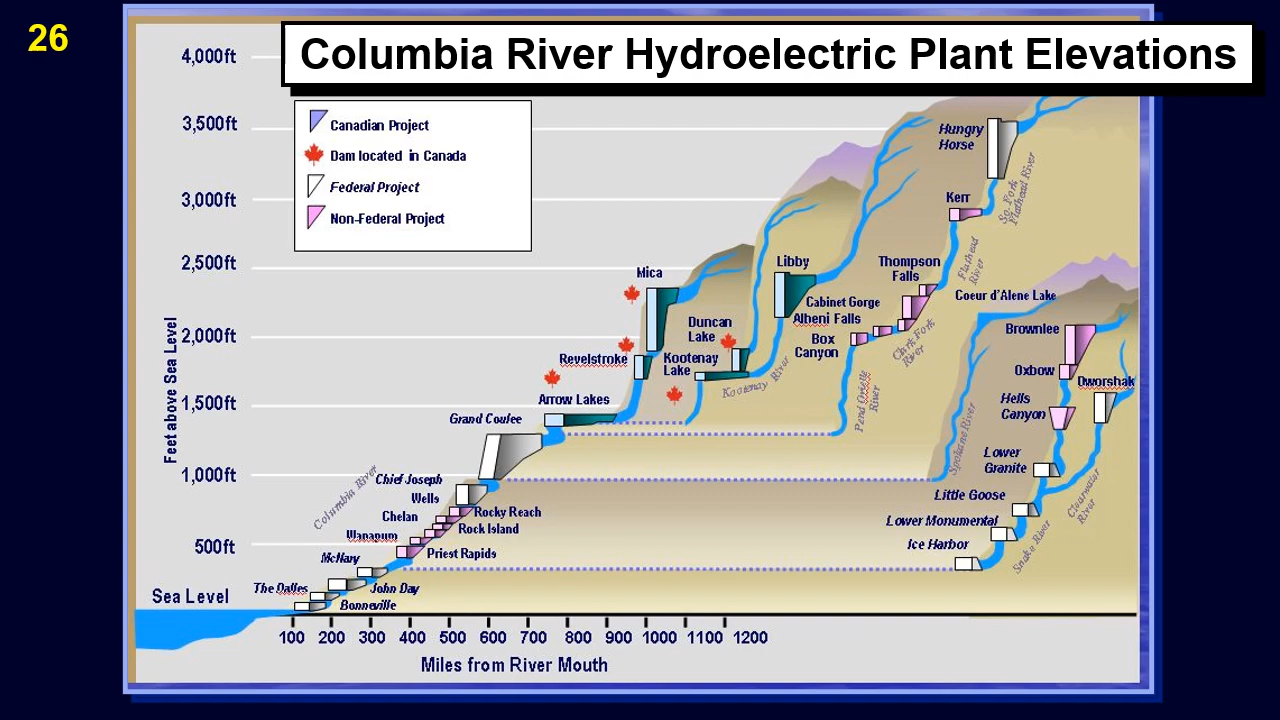 26
Columbia River Hydroelectric Plant Elevations
4,000ft
3,500ft
3,000ft
2,500ft
2,000ft
1,500ft
1,000ft
500ft
Sea Level
Feet above Sea Level
Canadian Project
Dam located in Canada
Federal Project
Non-Federal Project
Hungry
Horse
So. Fork
Flathead River
Kerr
Flathead
River
Thompson
Falls
Mica
Libby
Cabinet Gorge
Albeni Falls
Box
Canyon
Clark Fork
River
Coeur d'Alene Lake
Duncan
Lake
Revelstroke
Kootenay
Lake
Kootenay River
Pend Orielle
River
Brownlee
Oxbow
Dworshak
Hells
Canyon
Arrow Lakes
Grand Coulee
Spokane River
Lower
Granite
Chief Joseph
Columbia River
Wells
Little Goose
Clearwater
River
Chelan
Rocky Reach
Rock Island
Lower Monumental
Wanapum
Ice Harbor
Snake River
Priest Rapids
McNary
The Dalles
John Day
Bonneville
100 200 300 400 500 600 700 800 900 1000 1100 1200
Miles from River Mouth